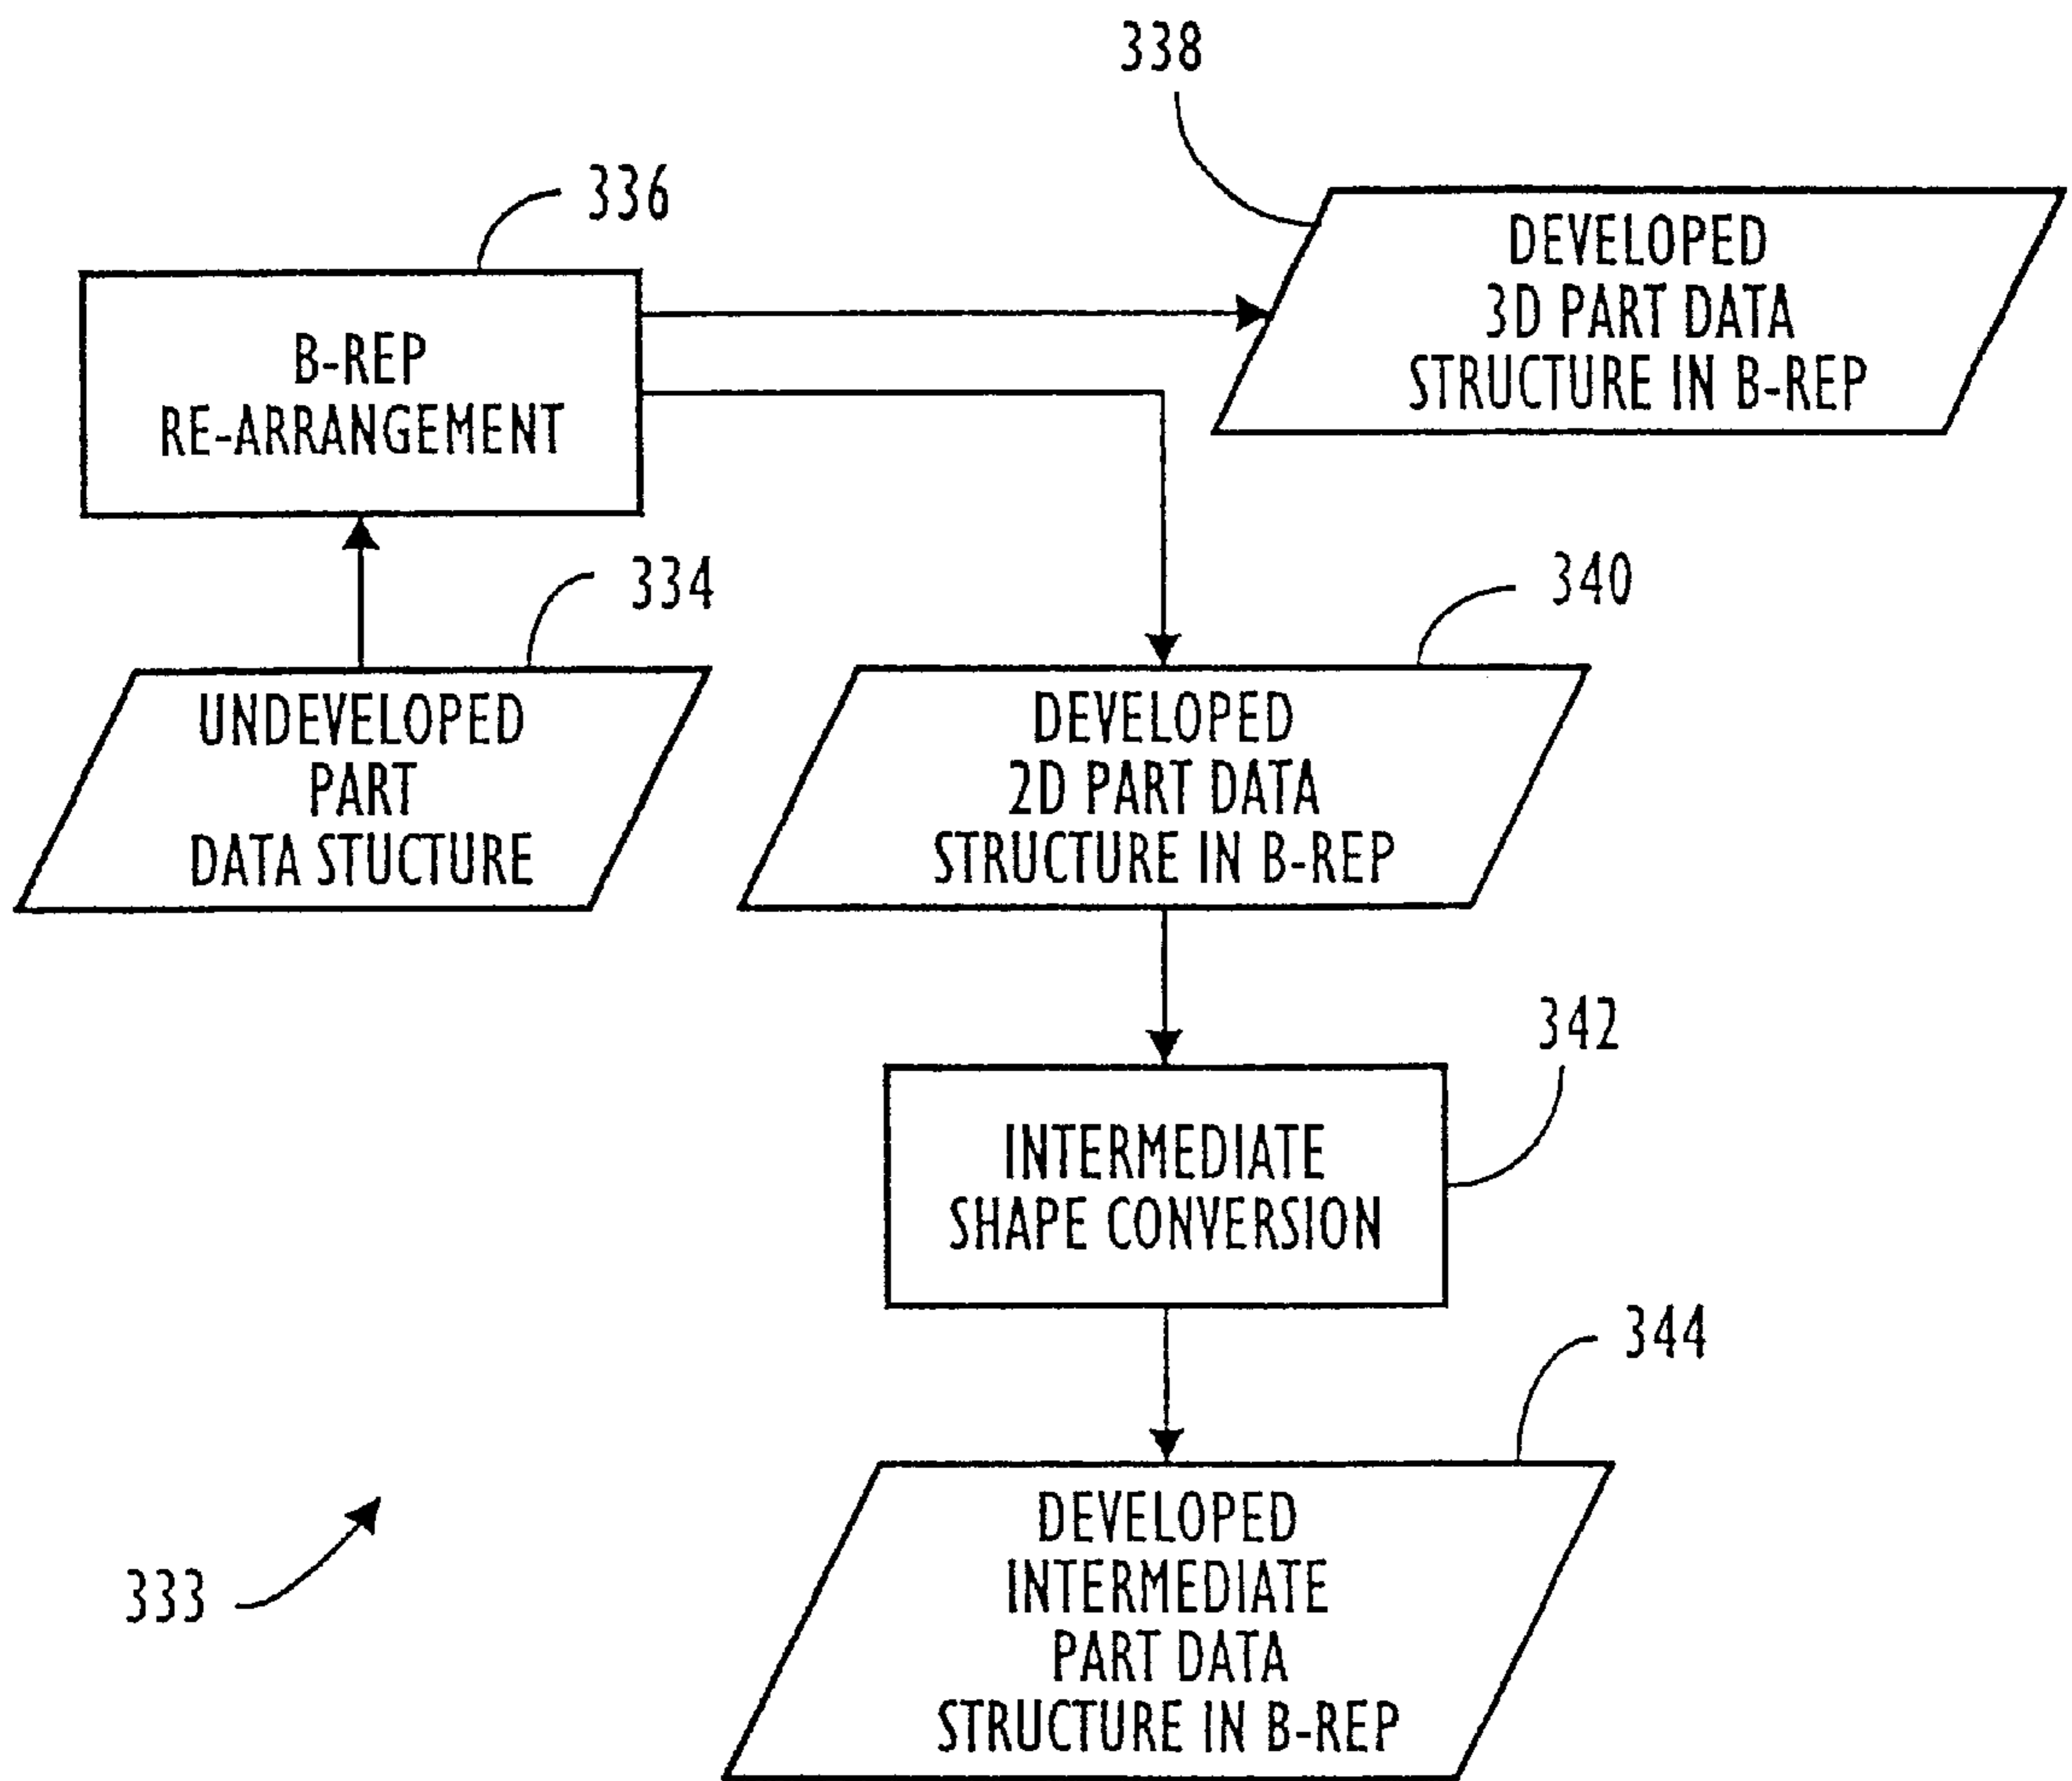 338
336
DEVELOPED
3D PART DATA
STRUCTURE IN B-REP
B-REP
RE-ARRANGEMENT
334
340
UNDEVELOPED
PART
DATA STUCTURE
DEVELOPED
2D PART DATA
STRUCTURE IN B-REP
342
INTERMEDIATE
SHAPE CONVERSION
344
333
DEVELOPED
INTERMEDIATE
PART DATA
STRUCTURE IN B-REP